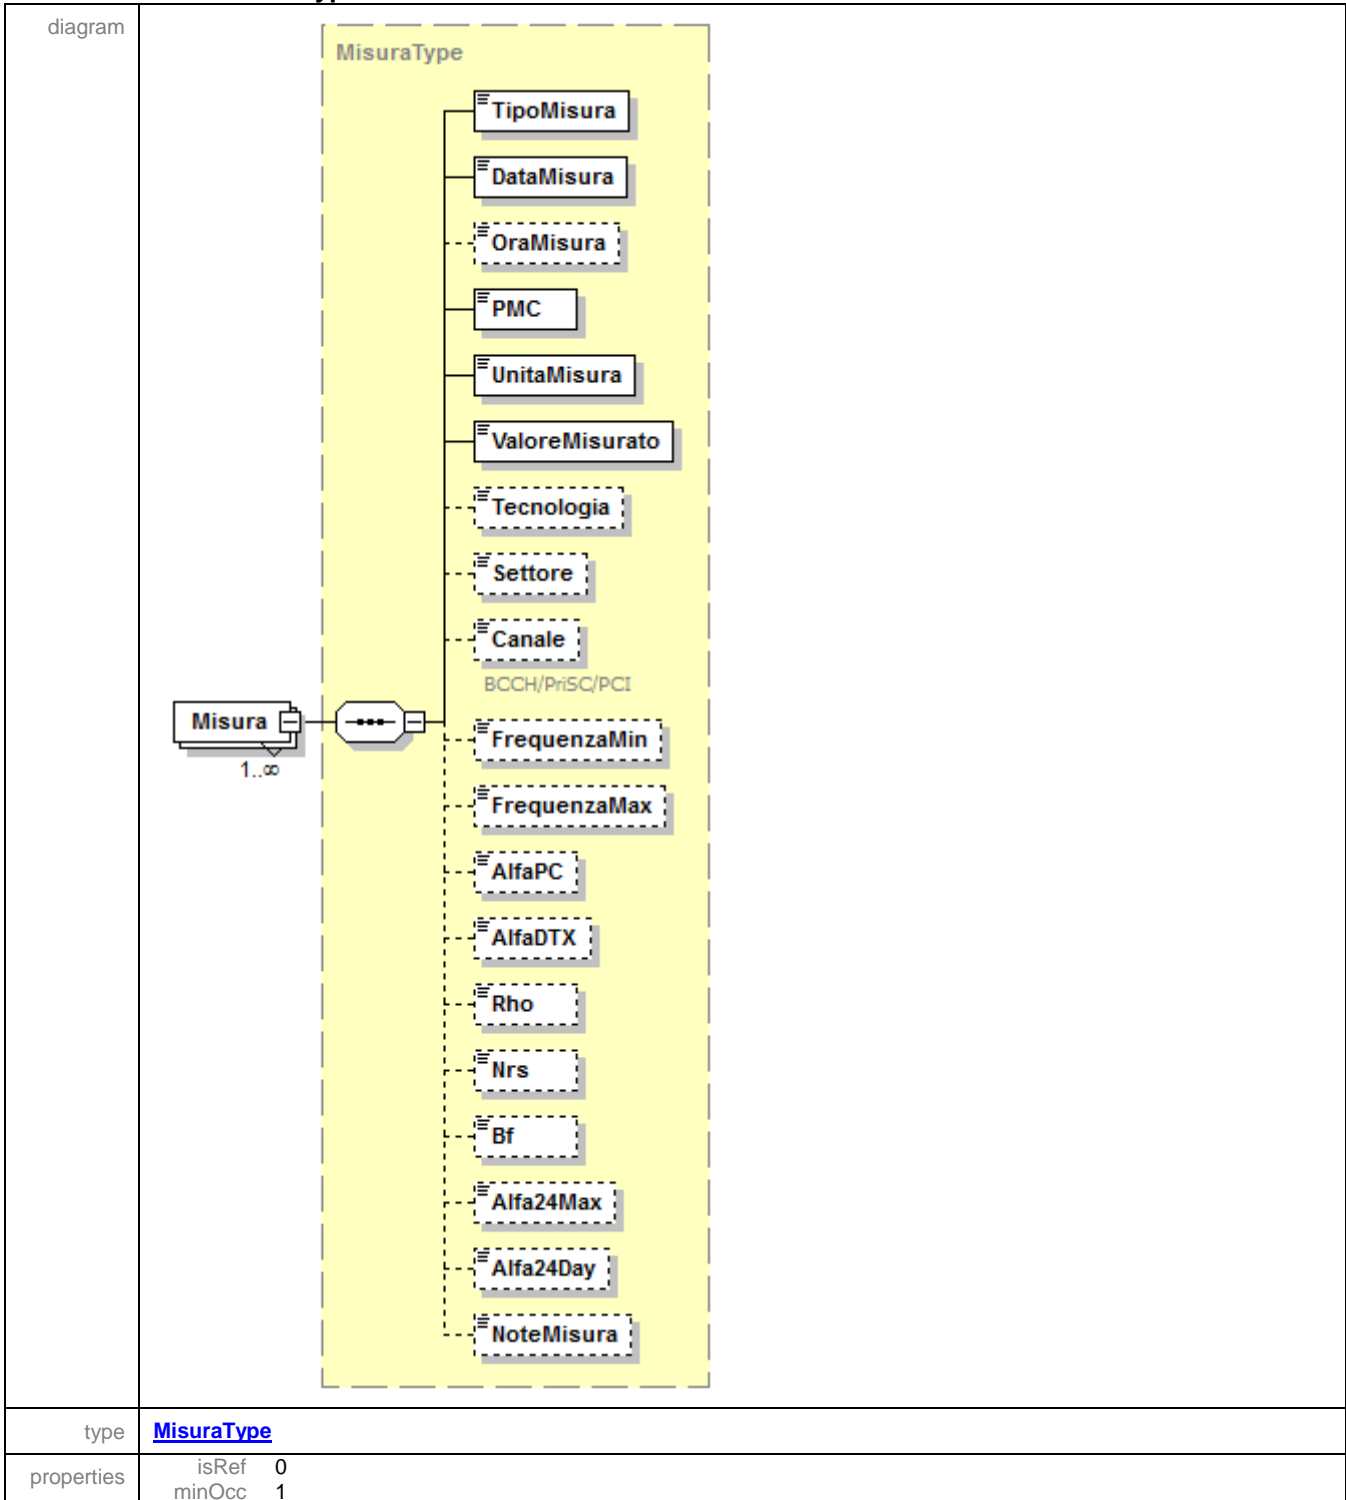 diagram
MisuraType
TipoMisura
DataMisura
OraMisura
PMC
UnitaMisura
ValoreMisurato
Tecnologia
Settore
Canale
BCCH/PriSC/PCI
Misura
1..∞
FrequenzaMin
FrequenzaMax
AlfaPC
AlfaDTX
Rho
Nrs
Bf
Alfa24Max
Alfa24Day
NoteMisura
type MisuraType
properties isRef 0
minOcc 1